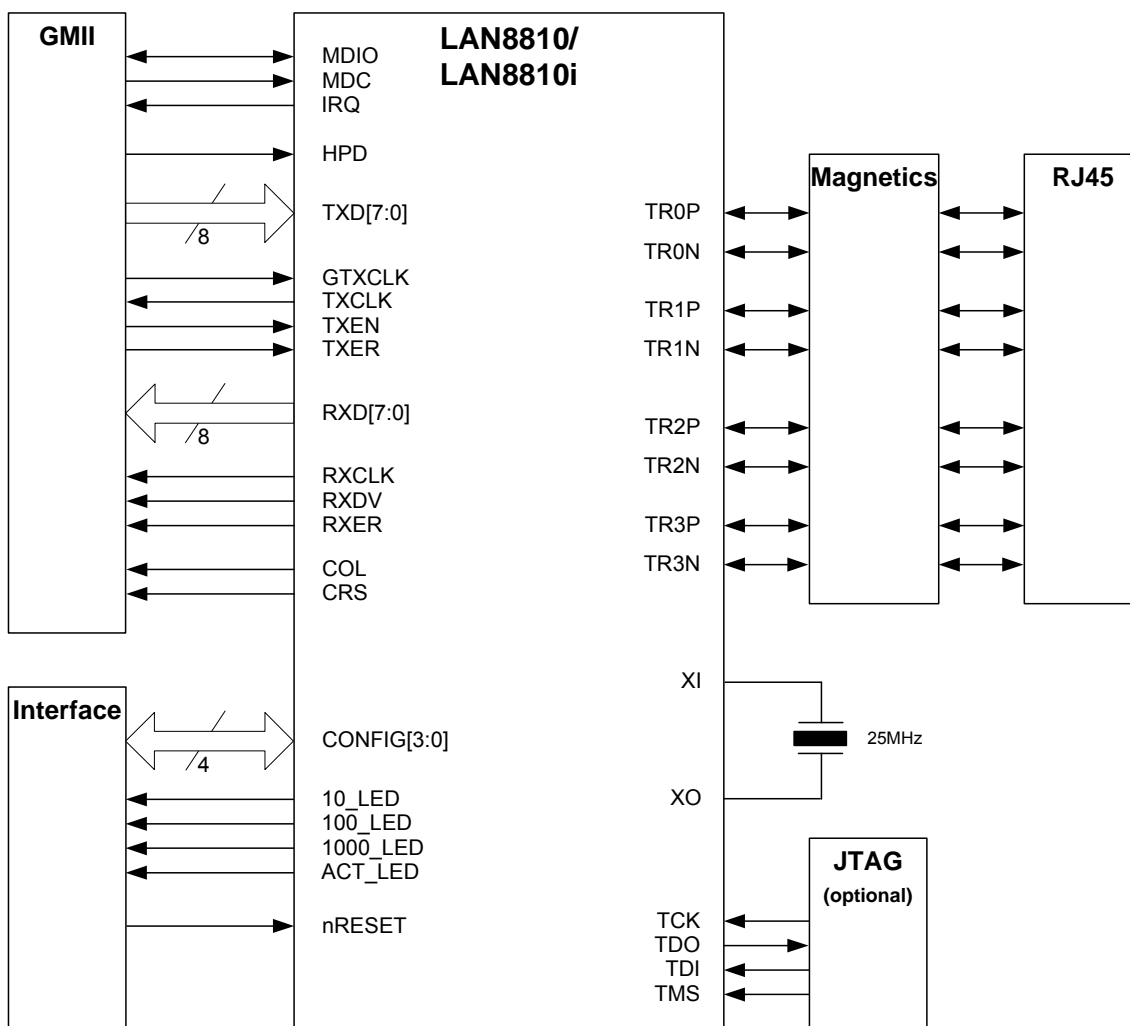 GMII
LAN8810/
LAN8810i
MDIO
MDC
IRQ
HPD
TXD[7:0]
8
GTXCLK
TXCLK
TXEN
TXER
RXD[7:0]
8
RXCLK
RXDV
RXER
COL
CRS
TR0P
TR0N
TR1P
TR1N
TR2P
TR2N
TR3P
TR3N
Magnetics
RJ45
Interface
CONFIG[3:0]
4
10_LED
100_LED
1000_LED
ACT_LED
nRESET
XI
25MHz
XO
JTAG
(optional)
TCK
TDO
TDI
TMS